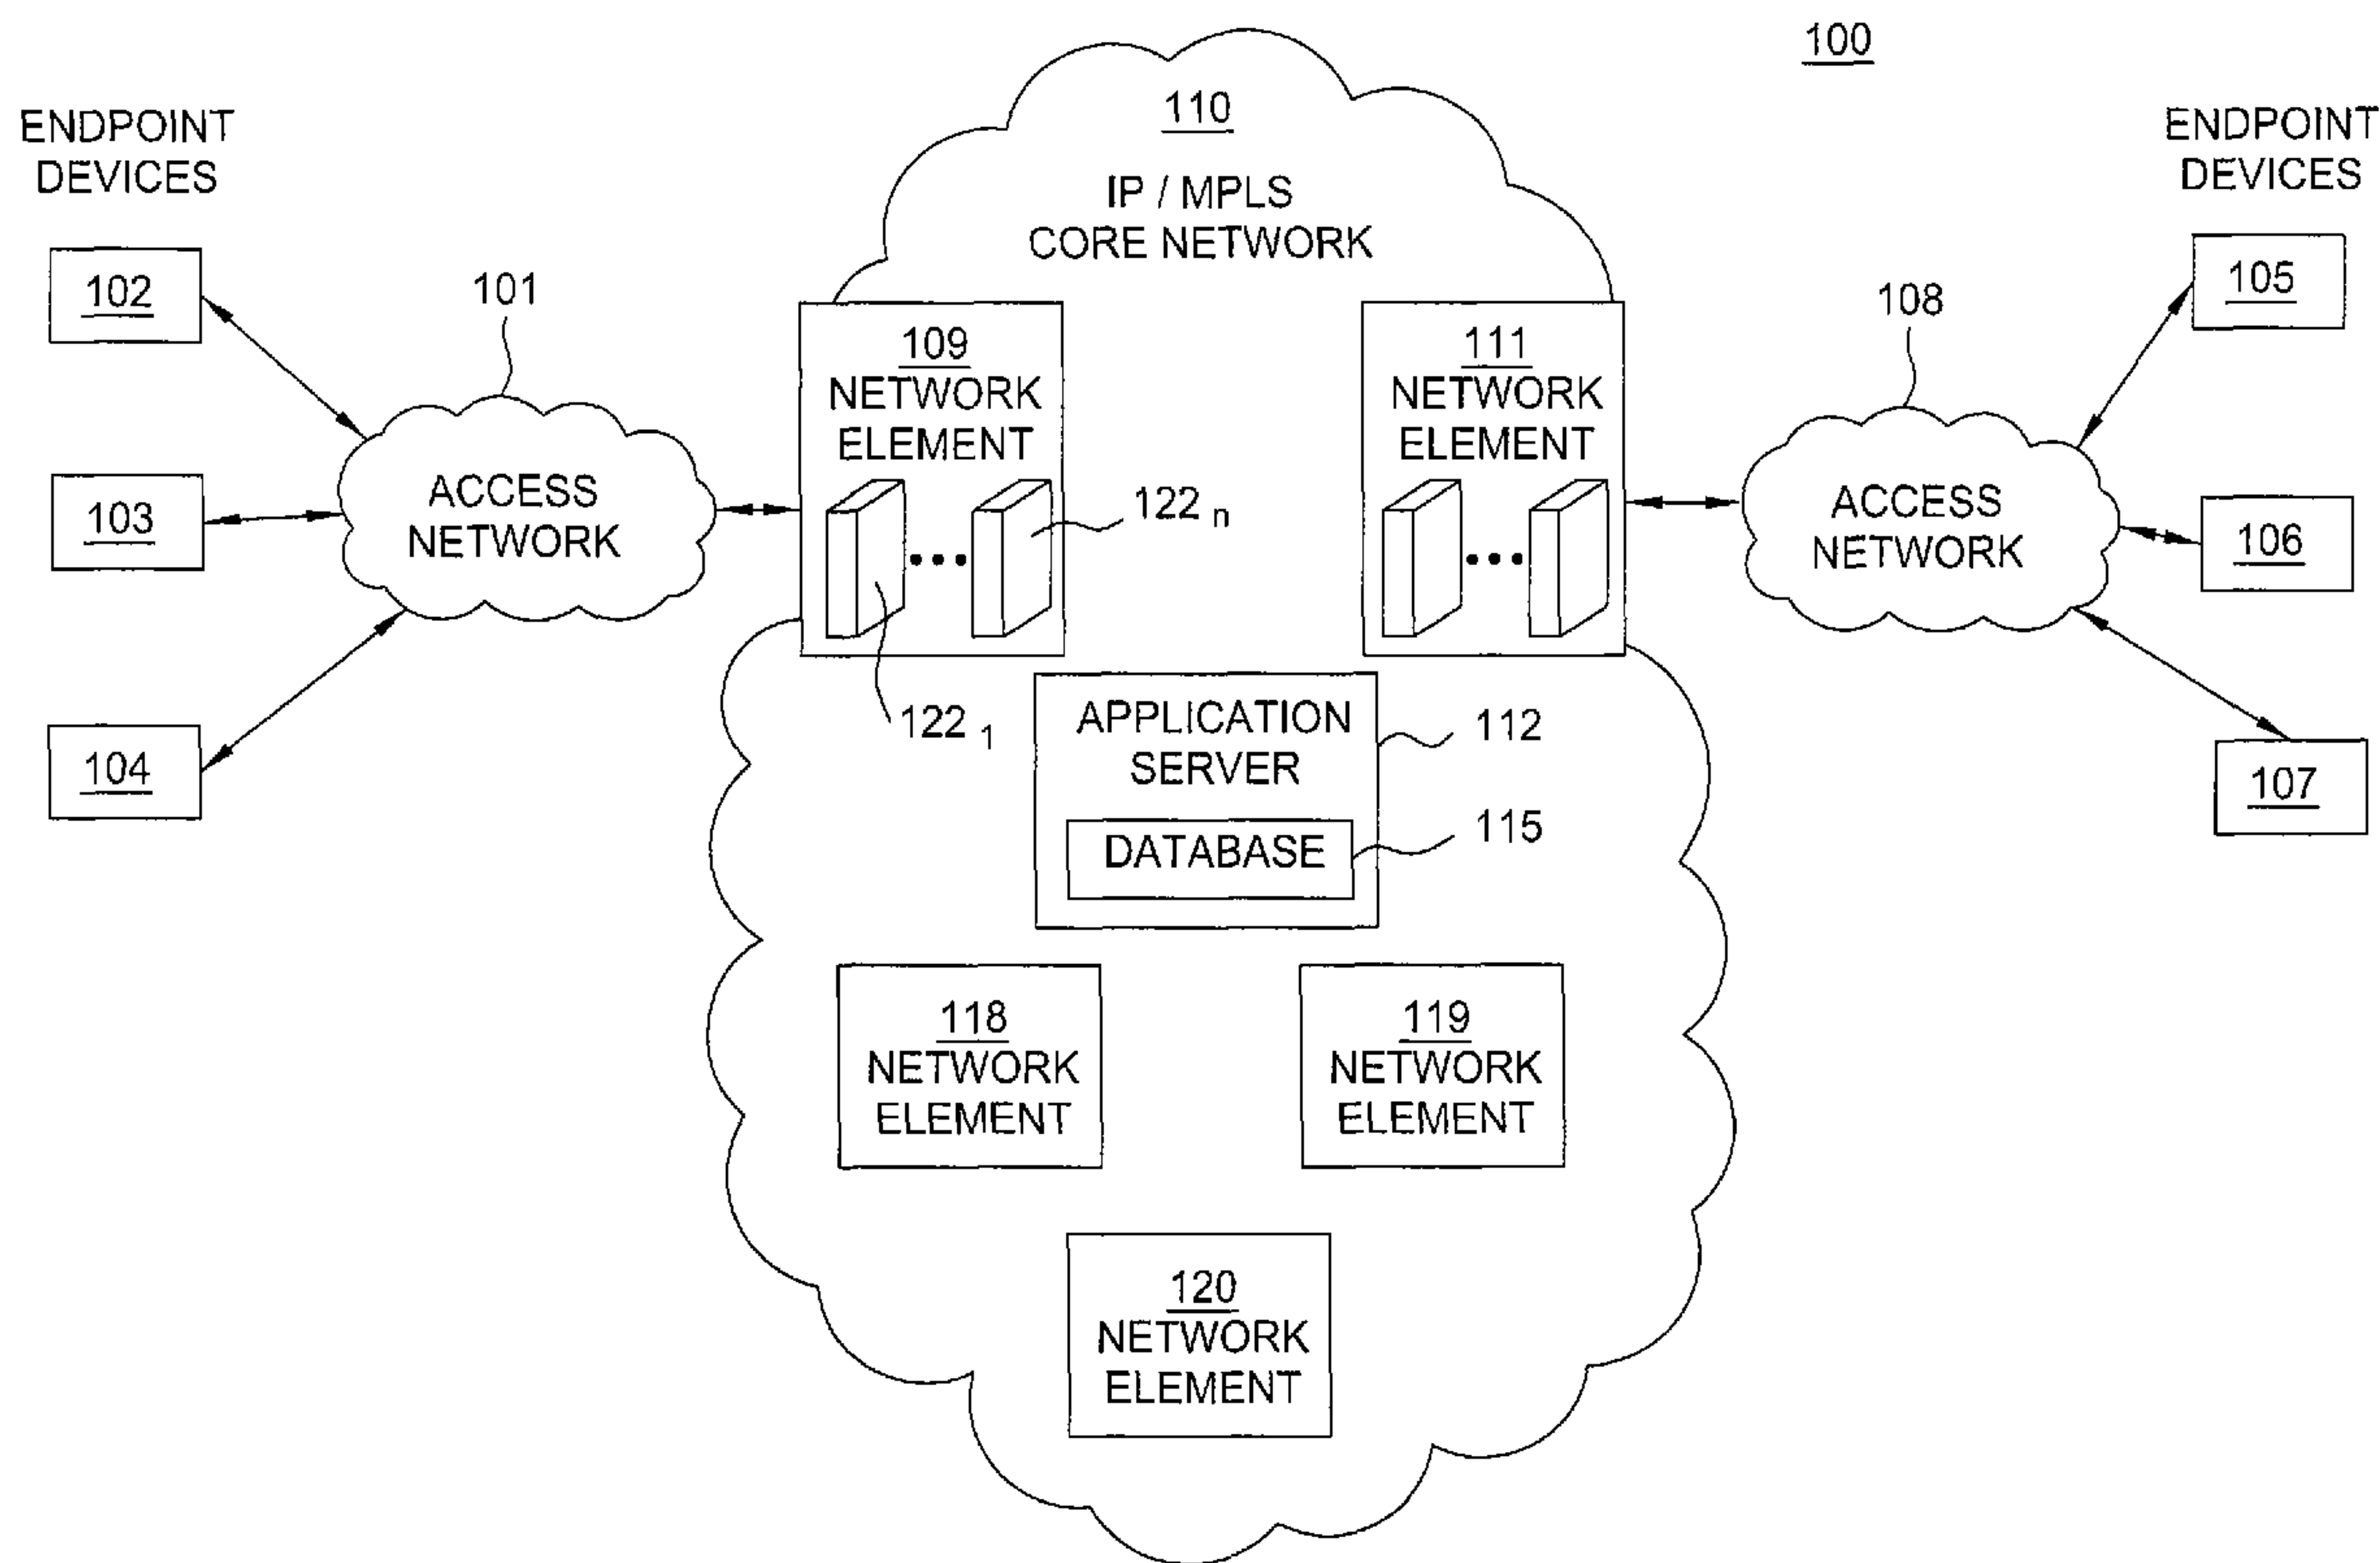 100
ENDPOINT
DEVICES
102
103
104
101
ACCESS
NETWORK
110
IP / MPLS
CORE NETWORK
109
NETWORK
ELEMENT
122 n
122 1
111
NETWORK
ELEMENT
APPLICATION
SERVER
112
DATABASE
115
118
NETWORK
ELEMENT
119
NETWORK
ELEMENT
120
NETWORK
ELEMENT
108
ACCESS
NETWORK
ENDPOINT
DEVICES
105
106
107